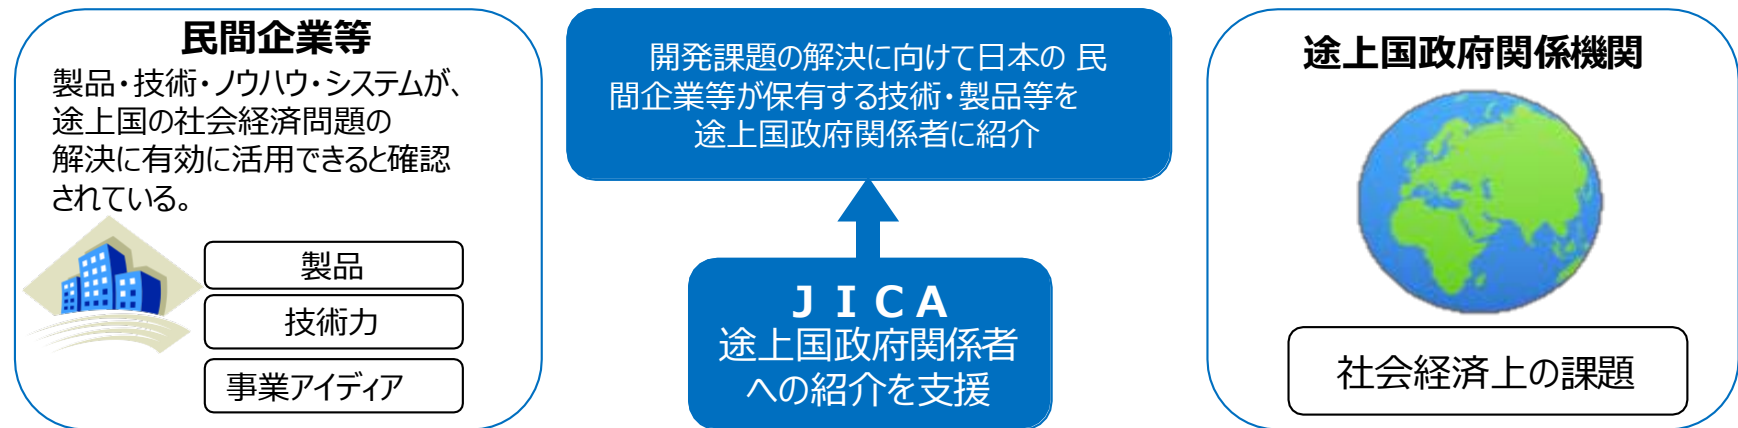 民間企業等
製品・技術・ノウハウ・システムが、
途上国の社会経済問題の
解決に有効に活用できると確認
されている。
製品
技術力
事業アイディア
開発課題の解決に向けて日本の 民
間企業等が保有する技術・製品等を
途上国政府関係者に紹介
ＪＩＣＡ
途上国政府関係者
への紹介を支援
途上国政府関係機関
社会経済上の課題